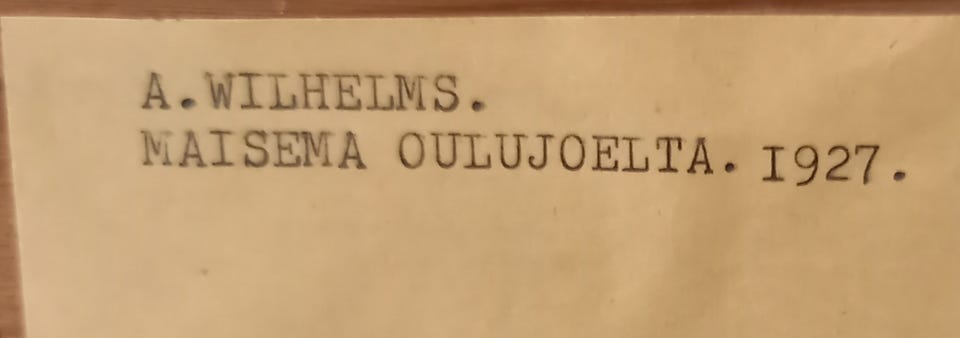 A.WILHELMS.
MAISEMA OULUJOELTA. I927.